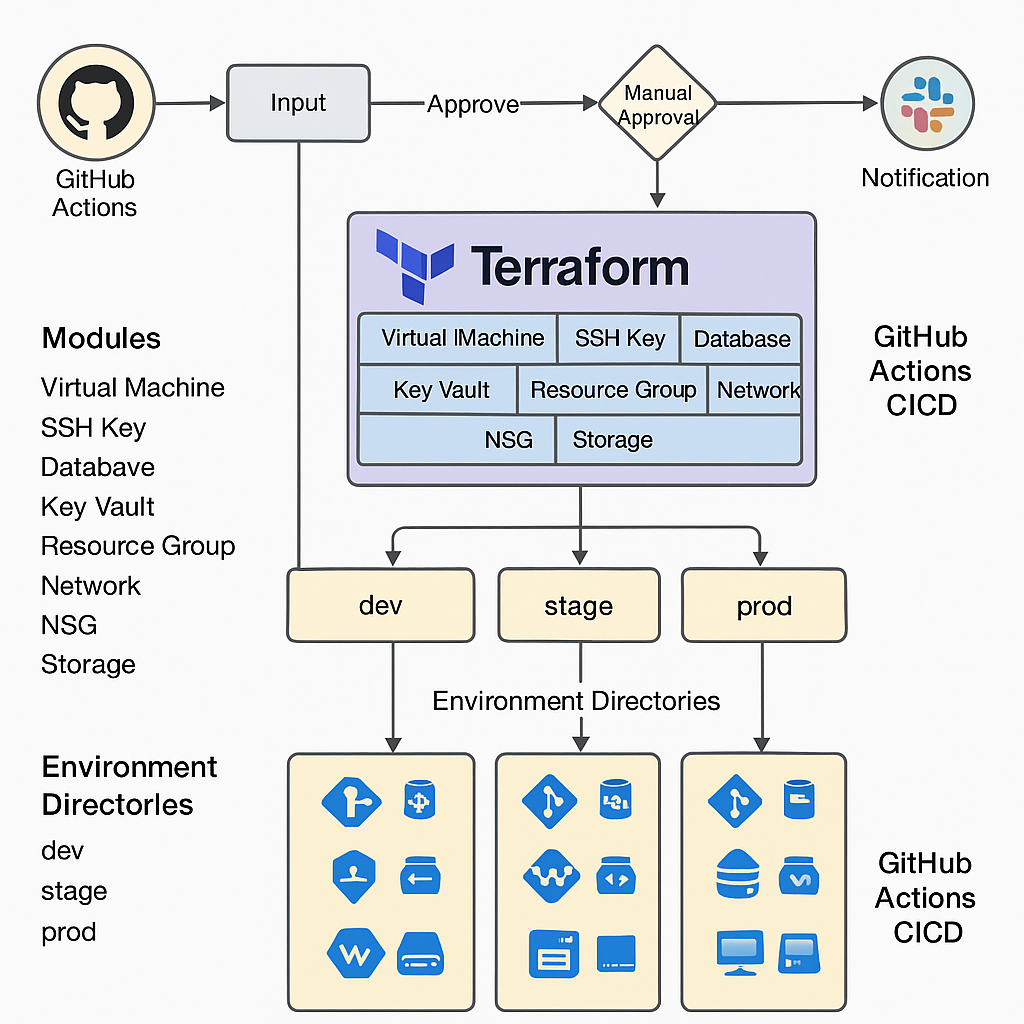 Input
Approve
Manual
Approval
GitHub
Actions
Notification
Terraform
Virtual lMachine
SSH Key
Database
Key Vault
Resource Group
Network
NSG
Storage
GitHub
Actions
CICD
Modules
Virtual Machine
SSH Key
Databave
Key Vault
Resource Group
Network
NSG
Storage
dev
stage
prod
Environment Directories
Environment
Directorles
dev
stage
prod
W
GitHub
Actions
CICD